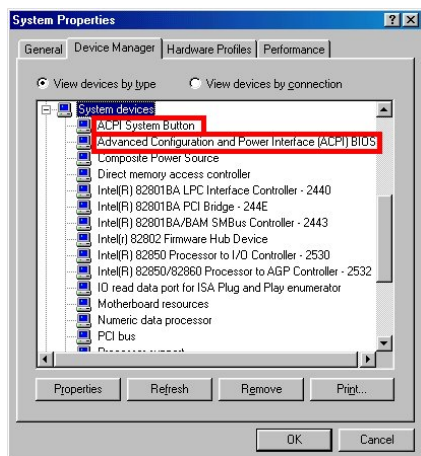 System Properties
General
Device Manager
Hardware Profiles
Performance
View devices by type
View devices by connection
System devices
ACPI System Button
Advanced Configuration and Power Interface (ACPI) BIOS
Composite Power Source
Direct memory access controller
Intel(R) 82801BA LPC Interface Controller - 2440
Intel(R) 82801BA PCI Bridge - 244E
Intel(R) 82801BA/BAM SMBus Controller - 2443
Intel(r) 82802 Firmware Hub Device
Intel(R) 82850 Processor to I/O Controller - 2530
Intel(R) 82850/82860 Processor to AGP Controller - 2532
IO read data port for ISA Plug and Play enumerator
Motherboard resources
Numeric data processor
PCI bus
Processor support
Properties
Refresh
Remove
Print...
OK
Cancel